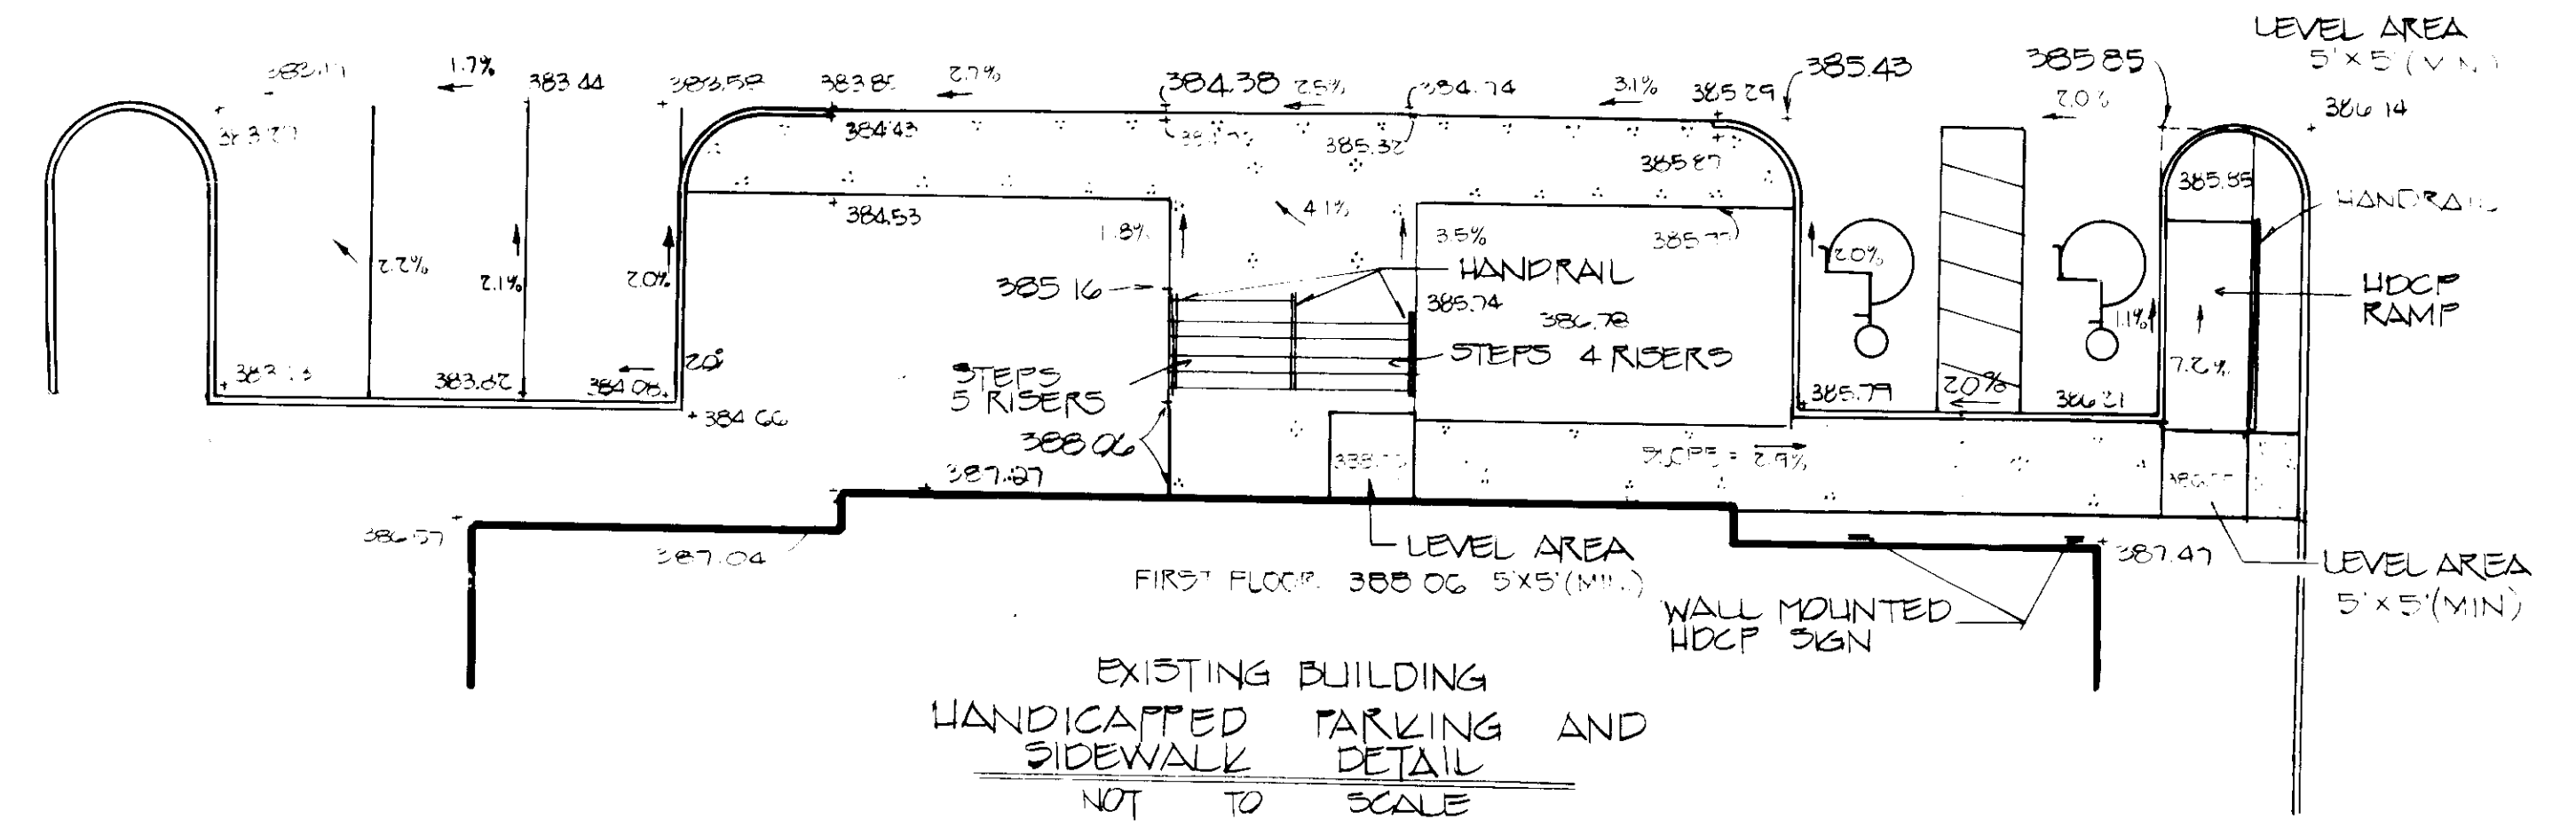 LEVEL AREA
5'X5'
1.7%
383.44
383.58
2.7%
384.38
2.5%
384.74
3.1%
385.29
385.43
385.85
2.0%
386.14
384.43
385.32
385.87
385.85
HANDRAIL
384.53
1.8%
4.1%
3.5%
2.2%
2.1%
2.0%
2.0%
HANDRAIL
385.16
385.74
386.78
STEPS 4 RISERS
STEPS
5 RISERS
HDCP
RAMP
1.1%
7.2%
383.82
384.08
384.66
385.79
2.0%
386.21
388.06
SLOPE = 2.9%
387.27
386.57
387.04
LEVEL AREA
FIRST FLOOR 388.06 5'X5'(MIN.)
387.47
LEVEL AREA
5'X5'(MIN)
WALL MOUNTED
HDCP SIGN
EXISTING BUILDING
HANDICAPPED PARKING AND
SIDEWALK DETAIL
NOT TO SCALE